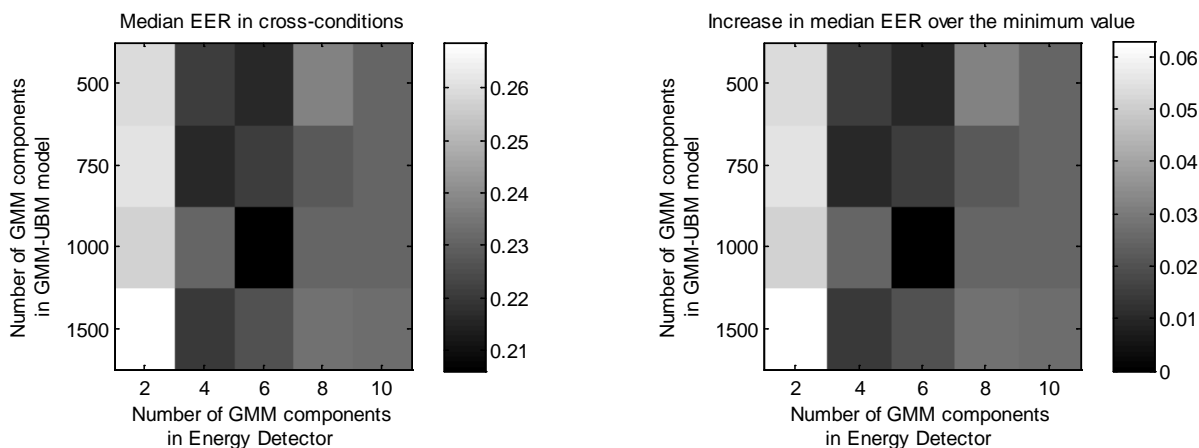 Median EER in cross-conditions
Number of GMM components
in GMM-UBM model
500
750
1000
1500
2 4 6 8 10
Number of GMM components
in Energy Detector
0.26
0.25
0.24
0.23
0.22
0.21
Increase in median EER over the minimum value
Number of GMM components
in GMM-UBM model
500
750
1000
1500
2 4 6 8 10
Number of GMM components
in Energy Detector
0.06
0.05
0.04
0.03
0.02
0.01
0